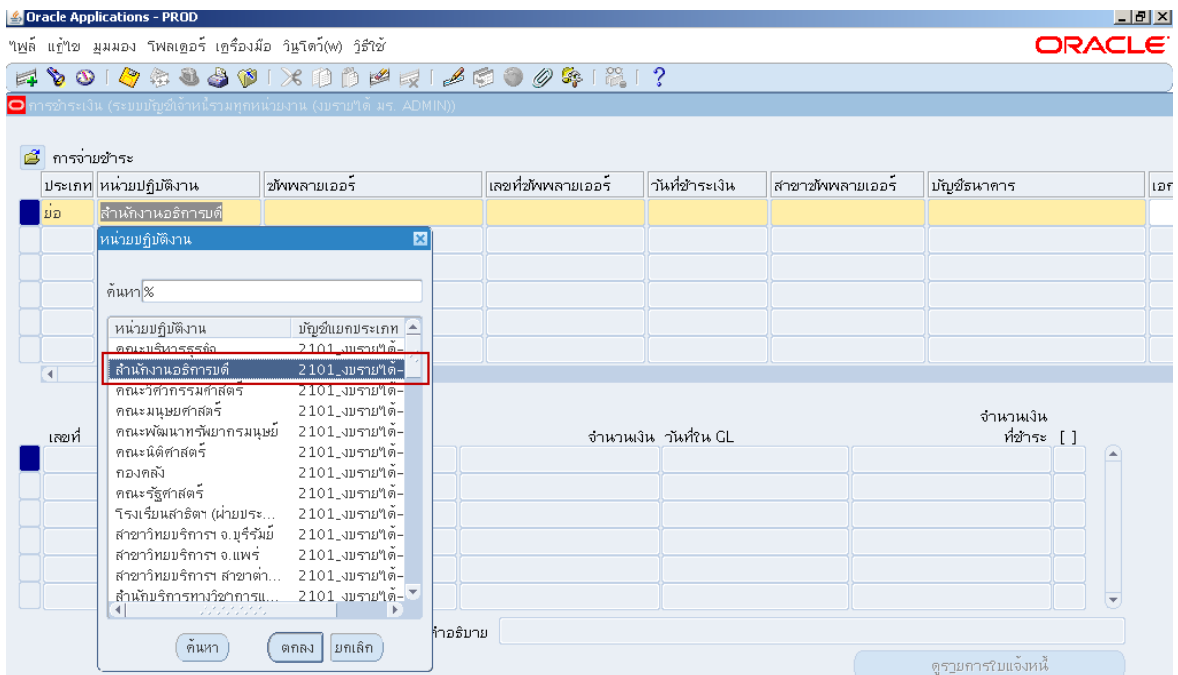 Oracle Applications - PROD
ไฟล์ แก้ไข มุมมอง โฟลเดอร์ เครื่องมือ วินโดว์(w) วิธีใช้
ORACLE
การชำระเงิน (ระบบบัญชีเจ้าหนี้รวมทุกหน่วยงาน (งบรายได้ มร. ADMIN))
การจ่ายชำระ
ประเภท หน่วยปฏิบัติงาน ซัพพลายเออร์ เลขที่ซัพพลายเออร์ วันที่ชำระเงิน สาขาซัพพลายเออร์ บัญชีธนาคาร เอก
ย่อ สำนักงานอธิการบดี
หน่วยปฏิบัติงาน
ค้นหา %
หน่วยปฏิบัติงาน บัญชีแยกประเภท
คณะบริหารธุรกิจ 2101_งบรายได้-
สำนักงานอธิการบดี 2101_งบรายได้-
คณะวิศวกรรมศาสตร์ 2101_งบรายได้-
คณะมนุษยศาสตร์ 2101_งบรายได้-
คณะพัฒนาทรัพยากรมนุษย์ 2101_งบรายได้-
คณะนิติศาสตร์ 2101_งบรายได้-
กองคลัง 2101_งบรายได้-
คณะรัฐศาสตร์ 2101_งบรายได้-
โรงเรียนสาธิตฯ (ฝ่ายประ... 2101_งบรายได้-
สาขาวิทยบริการฯ จ.บุรีรัมย์ 2101_งบรายได้-
สาขาวิทยบริการฯ จ.แพร่ 2101_งบรายได้-
สาขาวิทยบริการฯ สาขาต่า... 2101_งบรายได้-
สำนักบริการทางวิชาการแ... 2101_งบรายได้-
ค้นหา ตกลง ยกเลิก
จำนวนเงิน
เลขที่ จำนวนเงิน วันที่ใน GL ที่ชำระ [ ]
คำอธิบาย
ดูรายการใบแจ้งหนี้